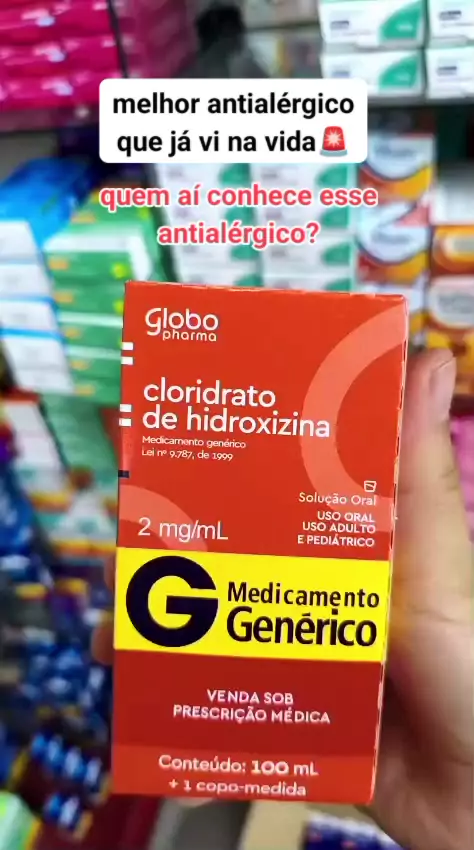 melhor antialérgico
que já vi na vida🚨
quem aí conhece esse
antialérgico?
Globo
pharma
cloridrato
de hidroxizina
Medicamento genérico
Lei nº 9.787, de 1999
Solução Oral
USO ORAL
USO ADULTO
E PEDIÁTRICO
2 mg/mL
G Medicamento
Genérico
VENDA SOB
PRESCRIÇÃO MÉDICA
Conteúdo: 100 mL
+ 1 copo-medida